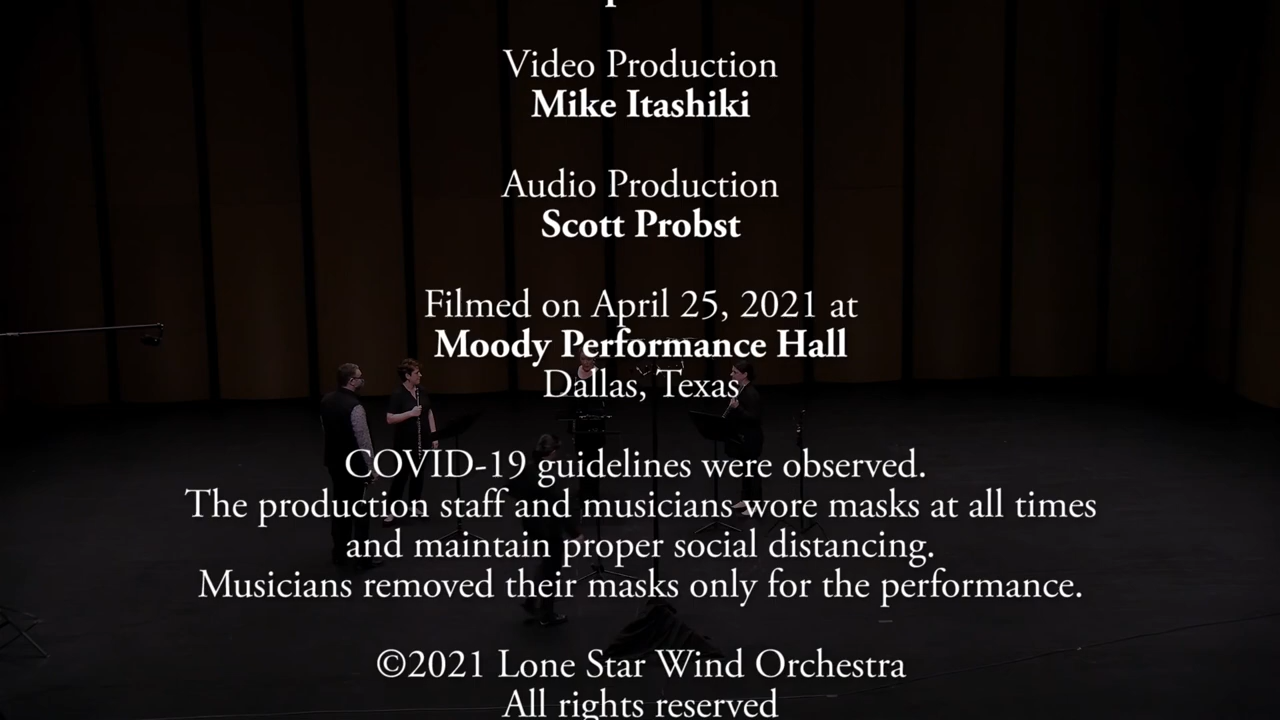 Video Production
Mike Itashiki
Audio Production
Scott Probst
Filmed on April 25, 2021 at
Moody Performance Hall
Dallas, Texas
COVID-19 guidelines were observed.
The production staff and musicians wore masks at all times
and maintain proper social distancing.
Musicians removed their masks only for the performance.
©2021 Lone Star Wind Orchestra
All rights reserved